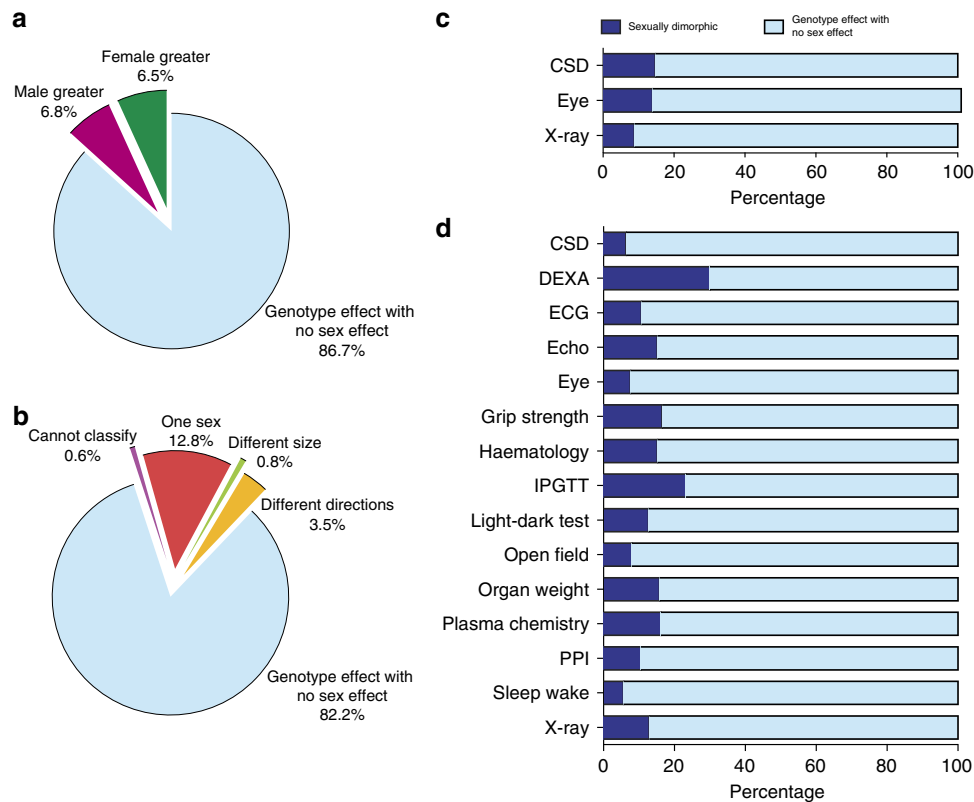 a
Female greater
6.5%
Male greater
6.8%
Genotype effect with
no sex effect
86.7%
b
One sex
12.8%
Cannot classify
0.6%
Different size
0.8%
Different directions
3.5%
Genotype effect with
no sex effect
82.2%
c
Sexually dimorphic
Genotype effect with
no sex effect
CSD
Eye
X-ray
0 20 40 60 80 100
Percentage
d
CSD
DEXA
ECG
Echo
Eye
Grip strength
Haematology
IPGTT
Light-dark test
Open field
Organ weight
Plasma chemistry
PPI
Sleep wake
X-ray
0 20 40 60 80 100
Percentage